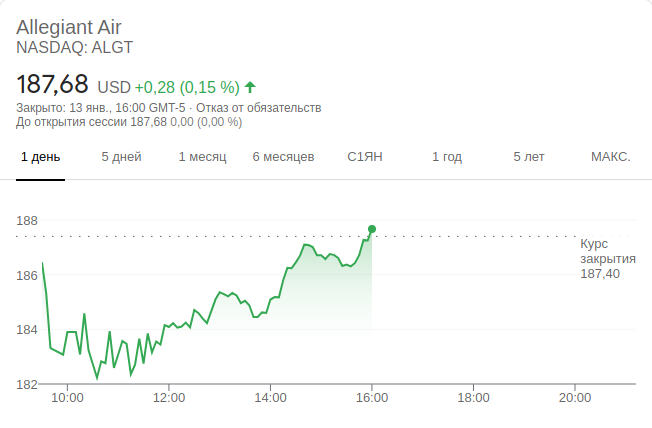 Allegiant Air
NASDAQ: ALGT
187,68 USD +0,28 (0,15 %)
Закрыто: 13 янв., 16:00 GMT-5 · Отказ от обязательств
До открытия сессии 187,68 0,00 (0,00 %)
1 день 5 дней 1 месяц 6 месяцев С1ЯН 1 год 5 лет МАКС.
188
Курс
закрытия
187,40
186
184
182
10:00 12:00 14:00 16:00 18:00 20:00